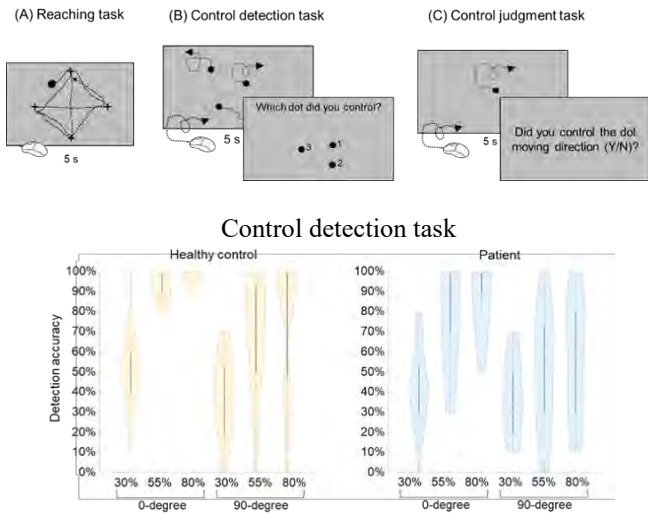 (A) Reaching task
(B) Control detection task
(C) Control judgment task
Which dot did you control?
3
1
2
5 s
5 s
5 s
Did you control the dot
moving direction (Y/N)?
Control detection task
Healthy control
Patient
Detection accuracy
100%
90%
80%
70%
60%
50%
40%
30%
20%
10%
0%
100%
90%
80%
70%
60%
50%
40%
30%
20%
10%
0%
30% 55% 80% 30% 55% 80%
0-degree 90-degree
30% 55% 80% 30% 55% 80%
0-degree 90-degree